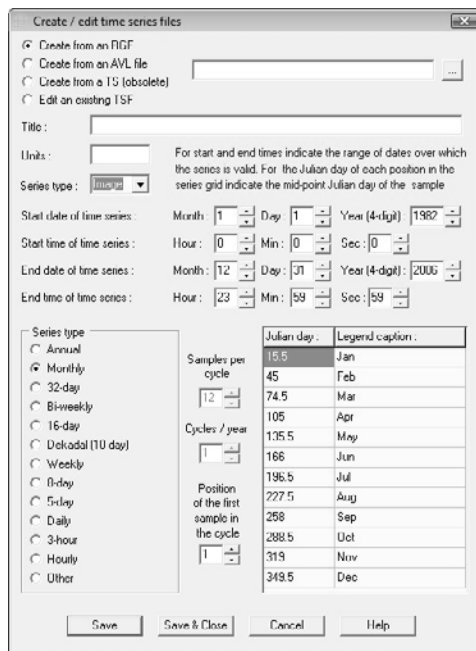 Create / edit time series files
Create from an RGF
Create from an AVL file
...
Create from a TS (obsolete)
Edit an existing TSF
Title :
Units :
For start and end times indicate the range of dates over which
the series is valid. For the Julian day of each position in the
series grid indicate the mid-point Julian day of the sample
Series type : Image
Start date of time series : Month : 1 Day : 1 Year (4-digit) : 1982
Start time of time series : Hour : 0 Min : 0 Sec : 0
End date of time series : Month : 12 Day : 31 Year (4-digit) : 2006
End time of time series : Hour : 23 Min : 59 Sec : 59
Series type
Annual
Monthly
32-day
Bi-weekly
16-day
Dekadal (10 day)
Weekly
8-day
5-day
Daily
3-hour
Hourly
Other
Samples per
cycle
12
Cycles / year
1
Position
of the first
sample in
the cycle
1
Julian day : Legend caption :
15.5 Jan
45 Feb
74.5 Mar
105 Apr
135.5 May
166 Jun
196.5 Jul
227.5 Aug
258 Sep
288.5 Oct
319 Nov
349.5 Dec
Save Save & Close Cancel Help